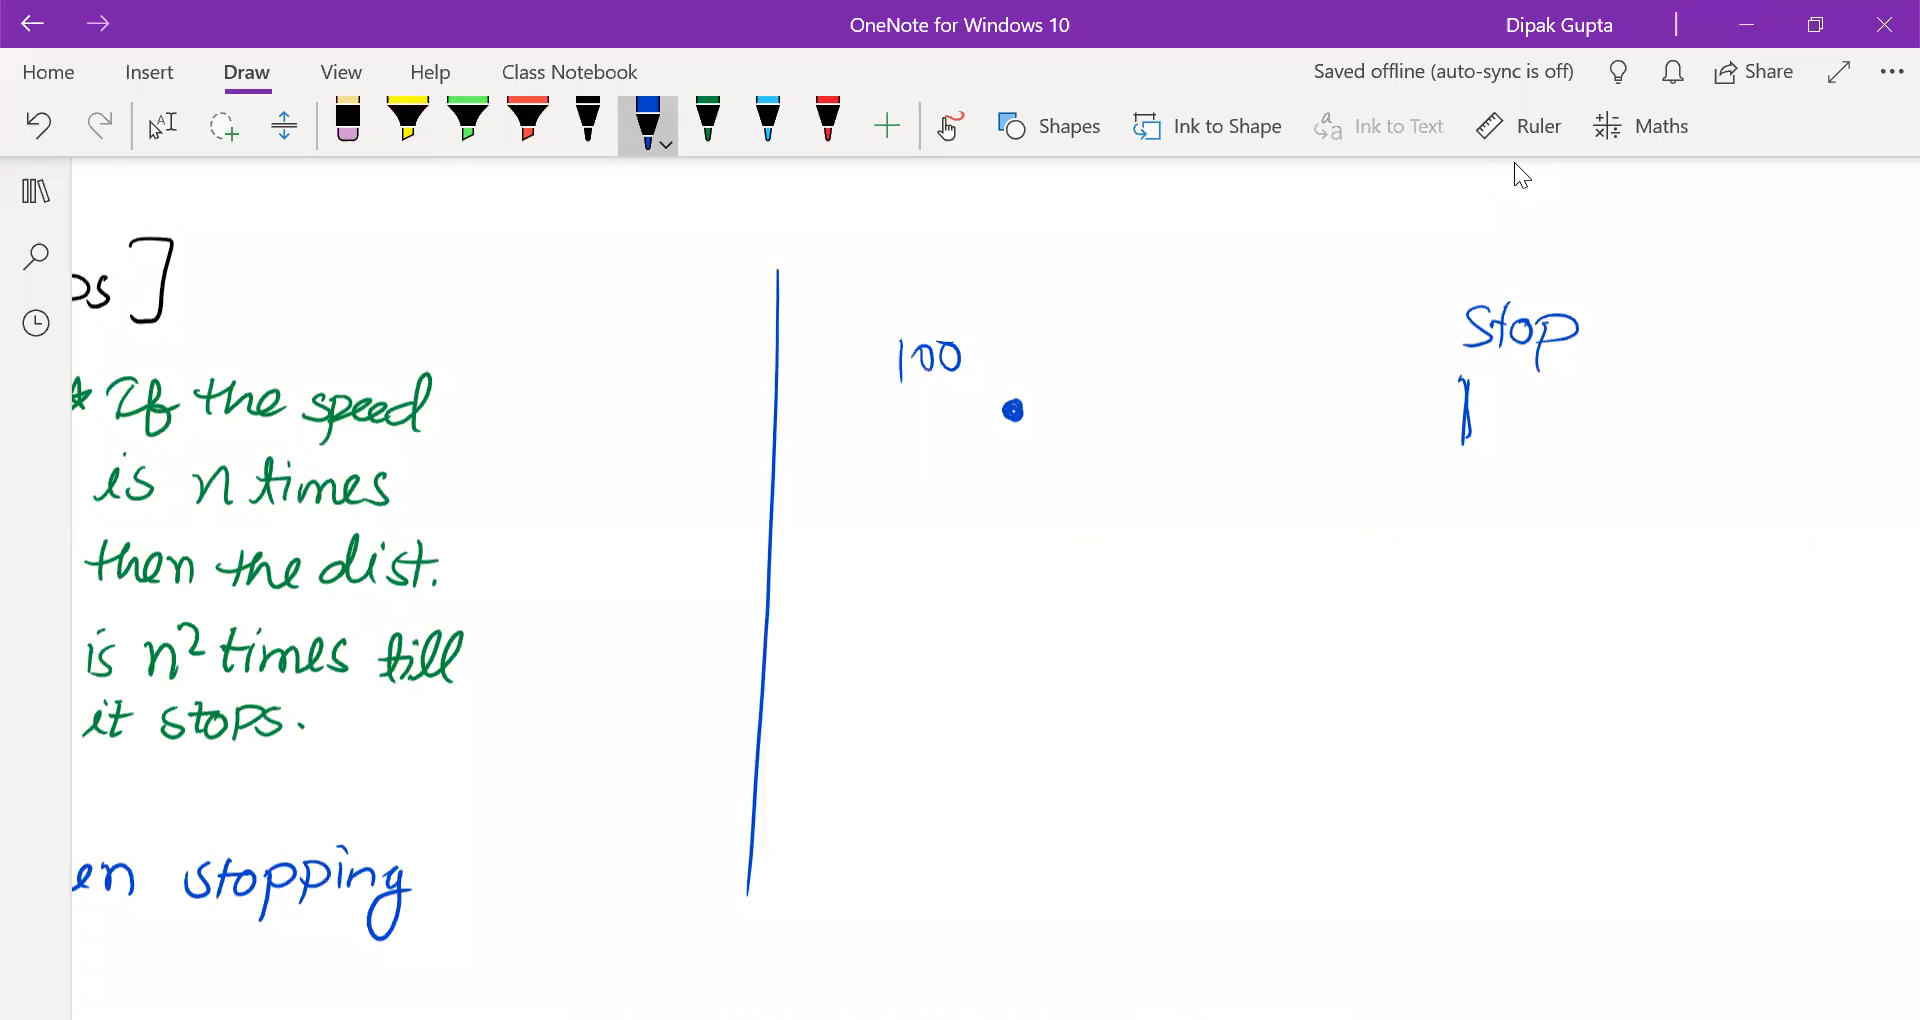 OneNote for Windows 10
Dipak Gupta
Home Insert Draw View Help Class Notebook
Saved offline (auto-sync is off) Share
Shapes Ink to Shape Ink to Text Ruler Maths
ps ]
* If the speed
is n times
then the dist.
is n² times till
it stops.
en stopping
100
Stop